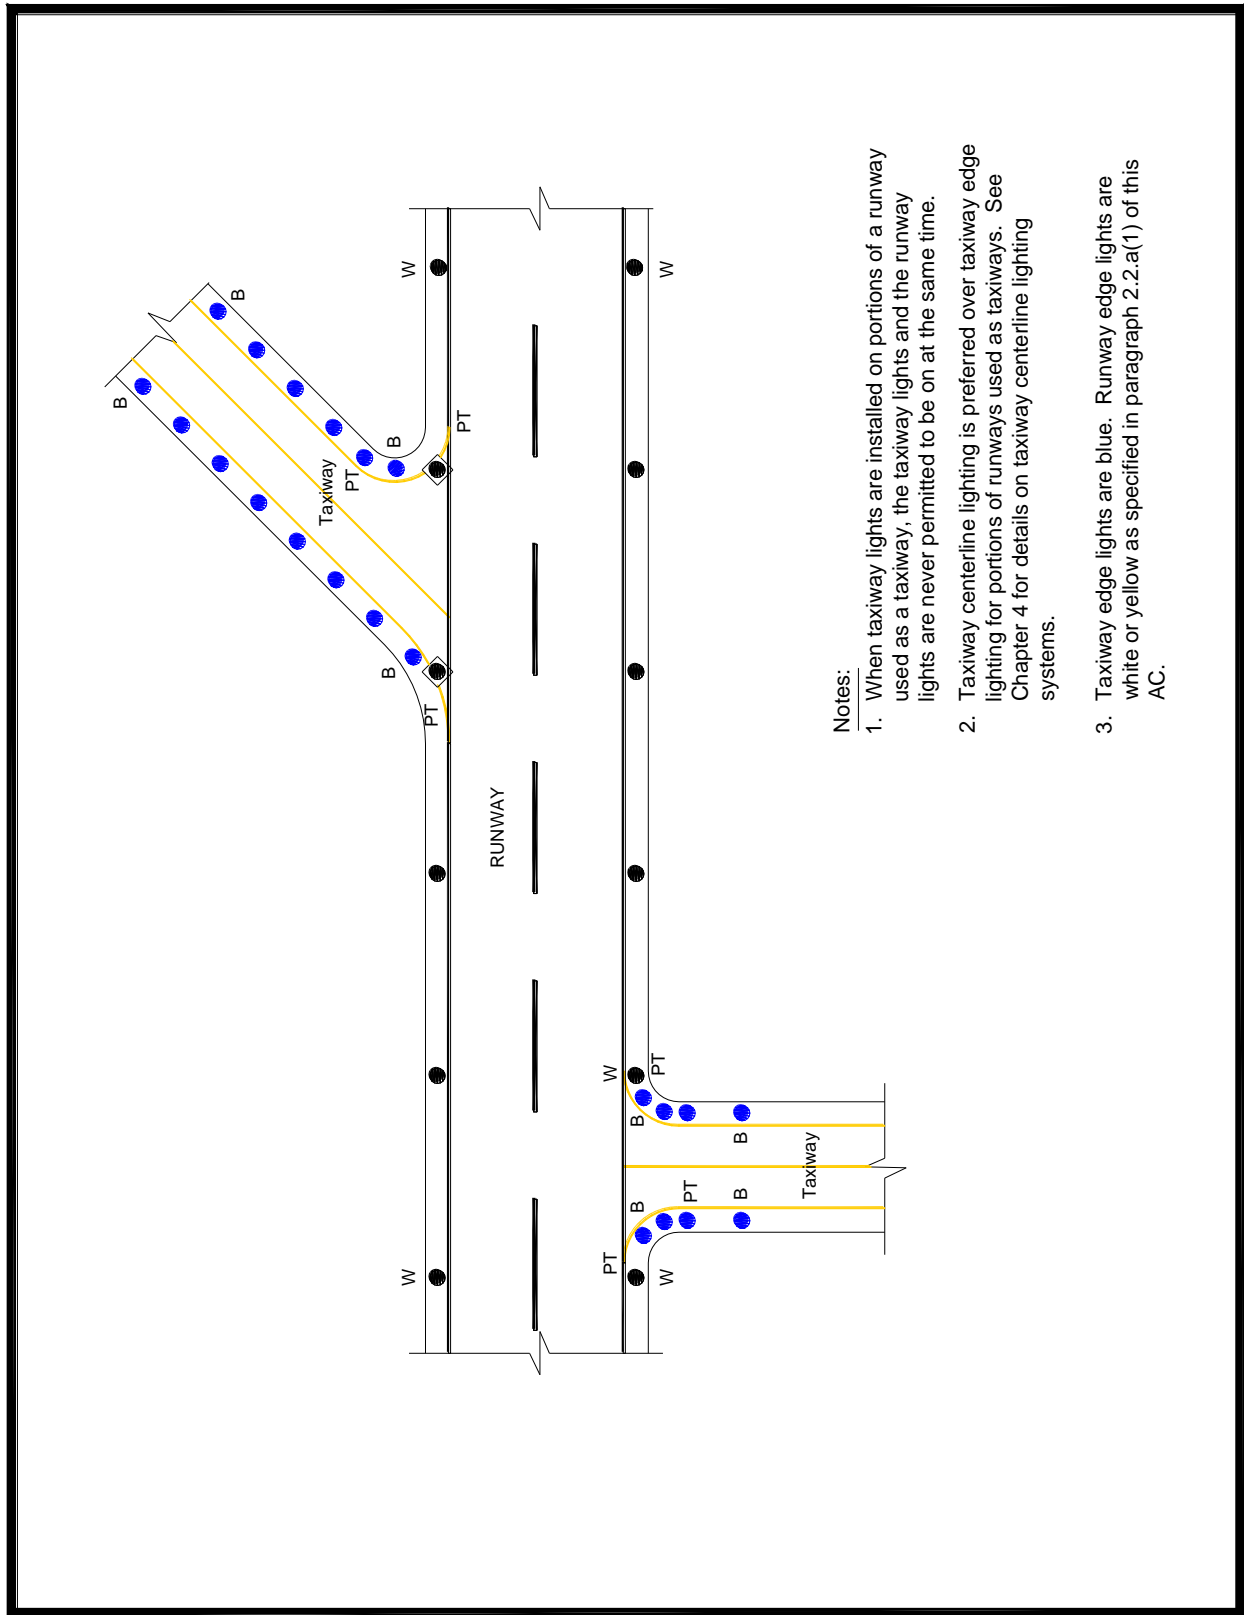 B
B
Taxiway
PT
B
B
W
W
PT
PT
RUNWAY
PT
W
B
B
PT
W
W
PT
B
B
Taxiway
Notes:
1. When taxiway lights are installed on portions of a runway
used as a taxiway, the taxiway lights and the runway
lights are never permitted to be on at the same time.
2. Taxiway centerline lighting is preferred over taxiway edge
lighting for portions of runways used as taxiways. See
Chapter 4 for details on taxiway centerline lighting
systems.
3. Taxiway edge lights are blue. Runway edge lights are
white or yellow as specified in paragraph 2.2.a(1) of this
AC.